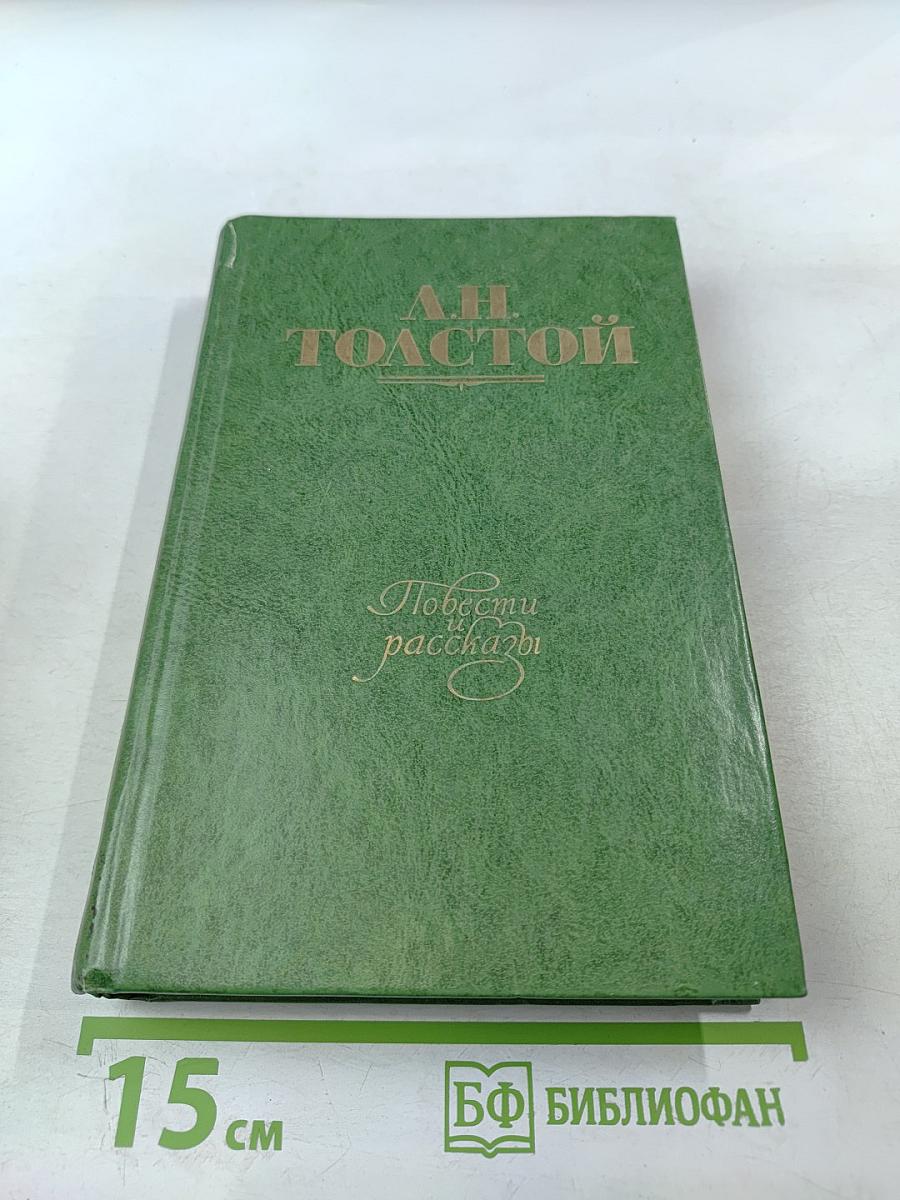 Л.Н.
ТОЛСТОЙ
Повести
и
рассказы
15 см
БФ БИБЛИОФАН